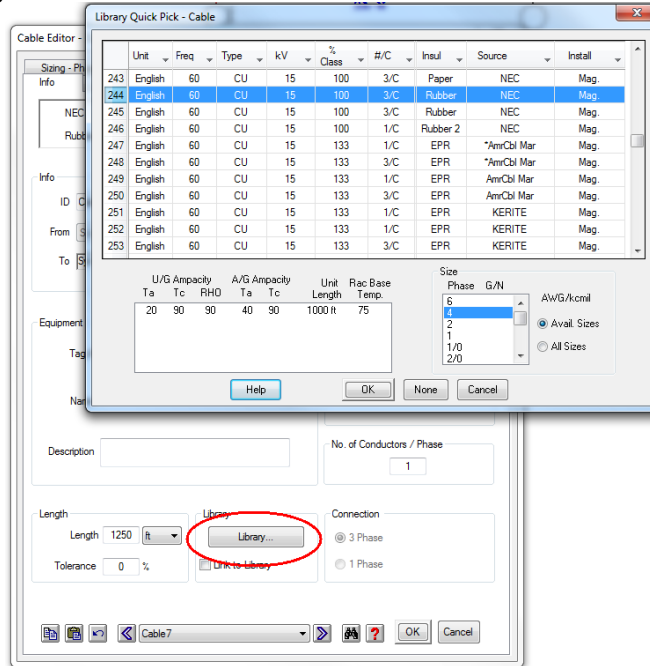 Library Quick Pick - Cable
Cable Editor -
Unit Freq Type kV % Class #/C Insul Source Install
243 English 60 CU 15 100 3/C Paper NEC Mag.
244 English 60 CU 15 100 3/C Rubber NEC Mag.
245 English 60 CU 15 100 3/C Rubber NEC Mag.
246 English 60 CU 15 100 1/C Rubber 2 NEC Mag.
247 English 60 CU 15 133 1/C EPR *AmrCbl Mar Mag.
248 English 60 CU 15 133 3/C EPR *AmrCbl Mar Mag.
249 English 60 CU 15 133 1/C EPR AmrCbl Mar Mag.
250 English 60 CU 15 133 3/C EPR AmrCbl Mar Mag.
251 English 60 CU 15 133 1/C EPR KERITE Mag.
252 English 60 CU 15 133 1/C EPR KERITE Mag.
253 English 60 CU 15 133 3/C EPR KERITE Mag.
U/G Ampacity A/G Ampacity Unit Rac Base
Ta Tc RHO Ta Tc Length Temp.
20 90 90 40 90 1000 ft 75
Size
Phase G/N
6
4
2
1
1/0
2/0
AWG/kcmil
Avail. Sizes
All Sizes
Help OK None Cancel
Sizing - Ph
Info
NEC
Rubb
Info
ID
From
To
Equipment
Tag
Nam
Description
No. of Conductors / Phase
1
Length
Length 1250 ft
Tolerance 0 %
Library
Library...
Link to Library
Connection
3 Phase
1 Phase
Cable7
? OK Cancel